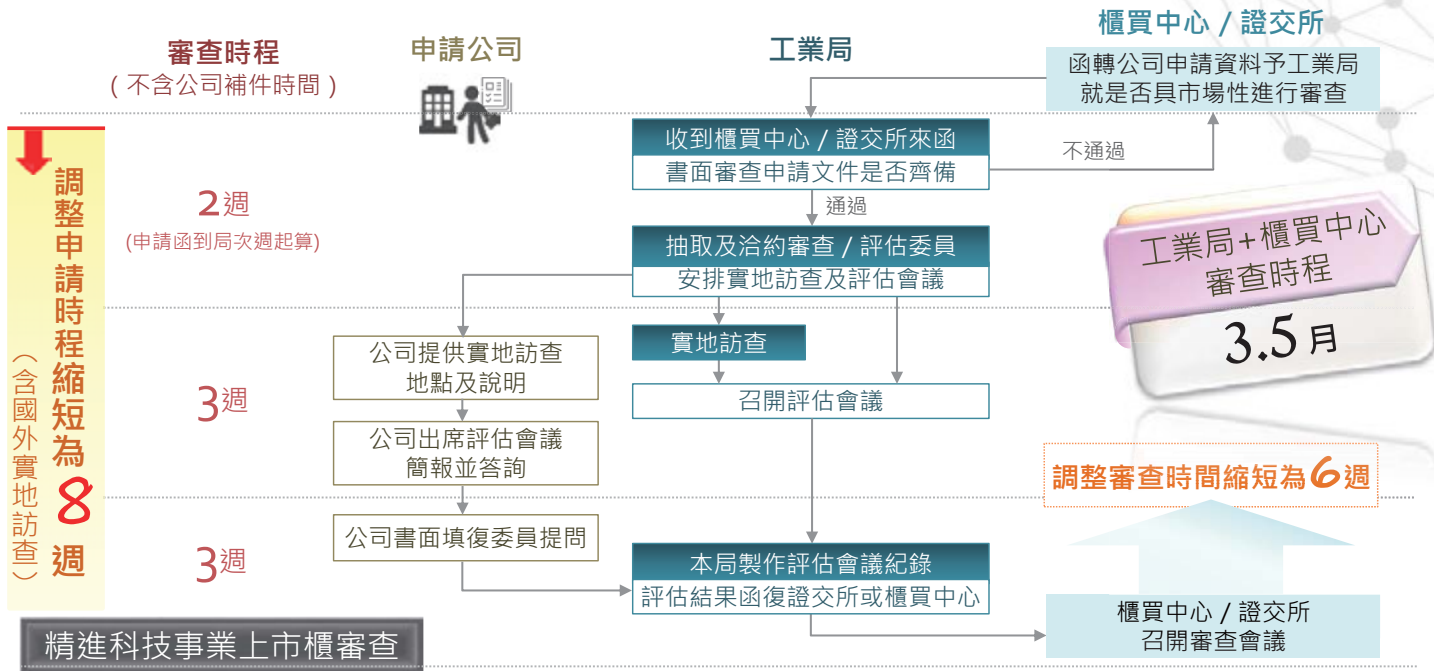 審查時程
(不含公司補件時間)
申請公司
工業局
櫃買中心 / 證交所
函轉公司申請資料予工業局
就是否具市場性進行審查
調整申請時程縮短為8週
(含國外實地訪查)
2週
(申請函到局次週起算)
收到櫃買中心 / 證交所來函
書面審查申請文件是否齊備
不通過
通過
抽取及洽約審查 / 評估委員
安排實地訪查及評估會議
工業局+櫃買中心
審查時程
3.5月
3週
公司提供實地訪查
地點及說明
實地訪查
召開評估會議
公司出席評估會議
簡報並答詢
調整審查時間縮短為6週
3週
公司書面填復委員提問
本局製作評估會議紀錄
評估結果函復證交所或櫃買中心
櫃買中心 / 證交所
召開審查會議
精進科技事業上市櫃審查